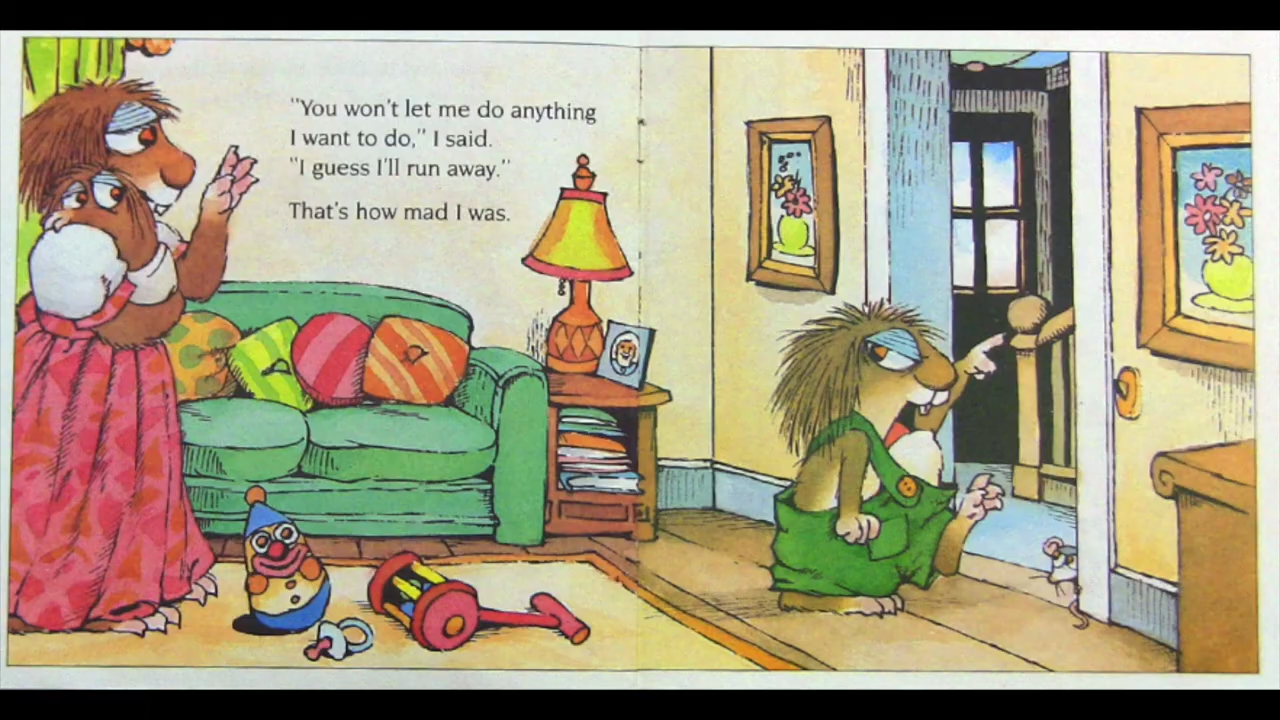 "You won't let me do anything
I want to do," I said.
"I guess I'll run away."
That's how mad I was.